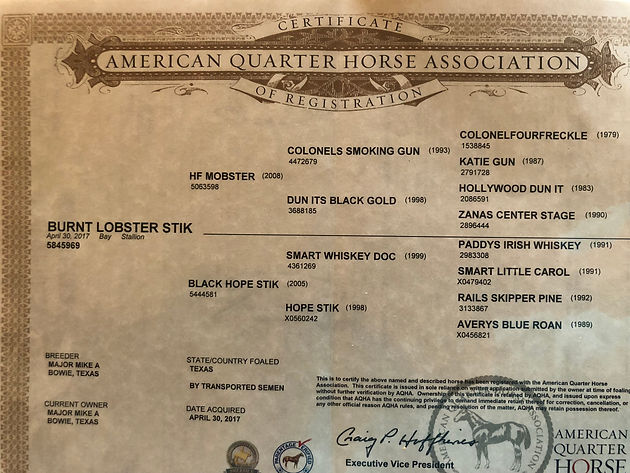 CERTIFICATE
AMERICAN QUARTER HORSE ASSOCIATION
OF REGISTRATION
COLONELFOURFRECKLE (1979)
1538845
COLONELS SMOKING GUN (1993)
4472679
KATIE GUN (1987)
2791728
HF MOBSTER (2008)
5063598
HOLLYWOOD DUN IT (1983)
2086591
DUN ITS BLACK GOLD (1998)
3688185
ZANAS CENTER STAGE (1990)
2896444
BURNT LOBSTER STIK
April 30, 2017 Bay Stallion
5845969
PADDYS IRISH WHISKEY (1991)
2983308
SMART WHISKEY DOC (1999)
4361269
SMART LITTLE CAROL (1991)
X0479402
BLACK HOPE STIK (2005)
5444581
RAILS SKIPPER PINE (1992)
3133867
HOPE STIK (1998)
X0560242
AVERYS BLUE ROAN (1989)
X0456821
BREEDER
MAJOR MIKE A
BOWIE, TEXAS
STATE/COUNTRY FOALED
TEXAS
BY TRANSPORTED SEMEN
CURRENT OWNER
MAJOR MIKE A
BOWIE, TEXAS
DATE ACQUIRED
APRIL 30, 2017
This is to certify that the above named and described horse has been registered with the American Quarter Horse
Association. This certificate is issued in sole reliance on written application submitted by the owner at time of foaling
without further verification by AQHA. Ownership of this certificate is retained by AQHA, and issued upon express
condition that AQHA has the continuing privilege to demand immediate return thereof for correction, cancellation, or
any other official reason AQHA rules, and pending resolution of the matter, AQHA may retain possession thereof.
Executive Vice President
AMERICAN
QUARTER
HORSE